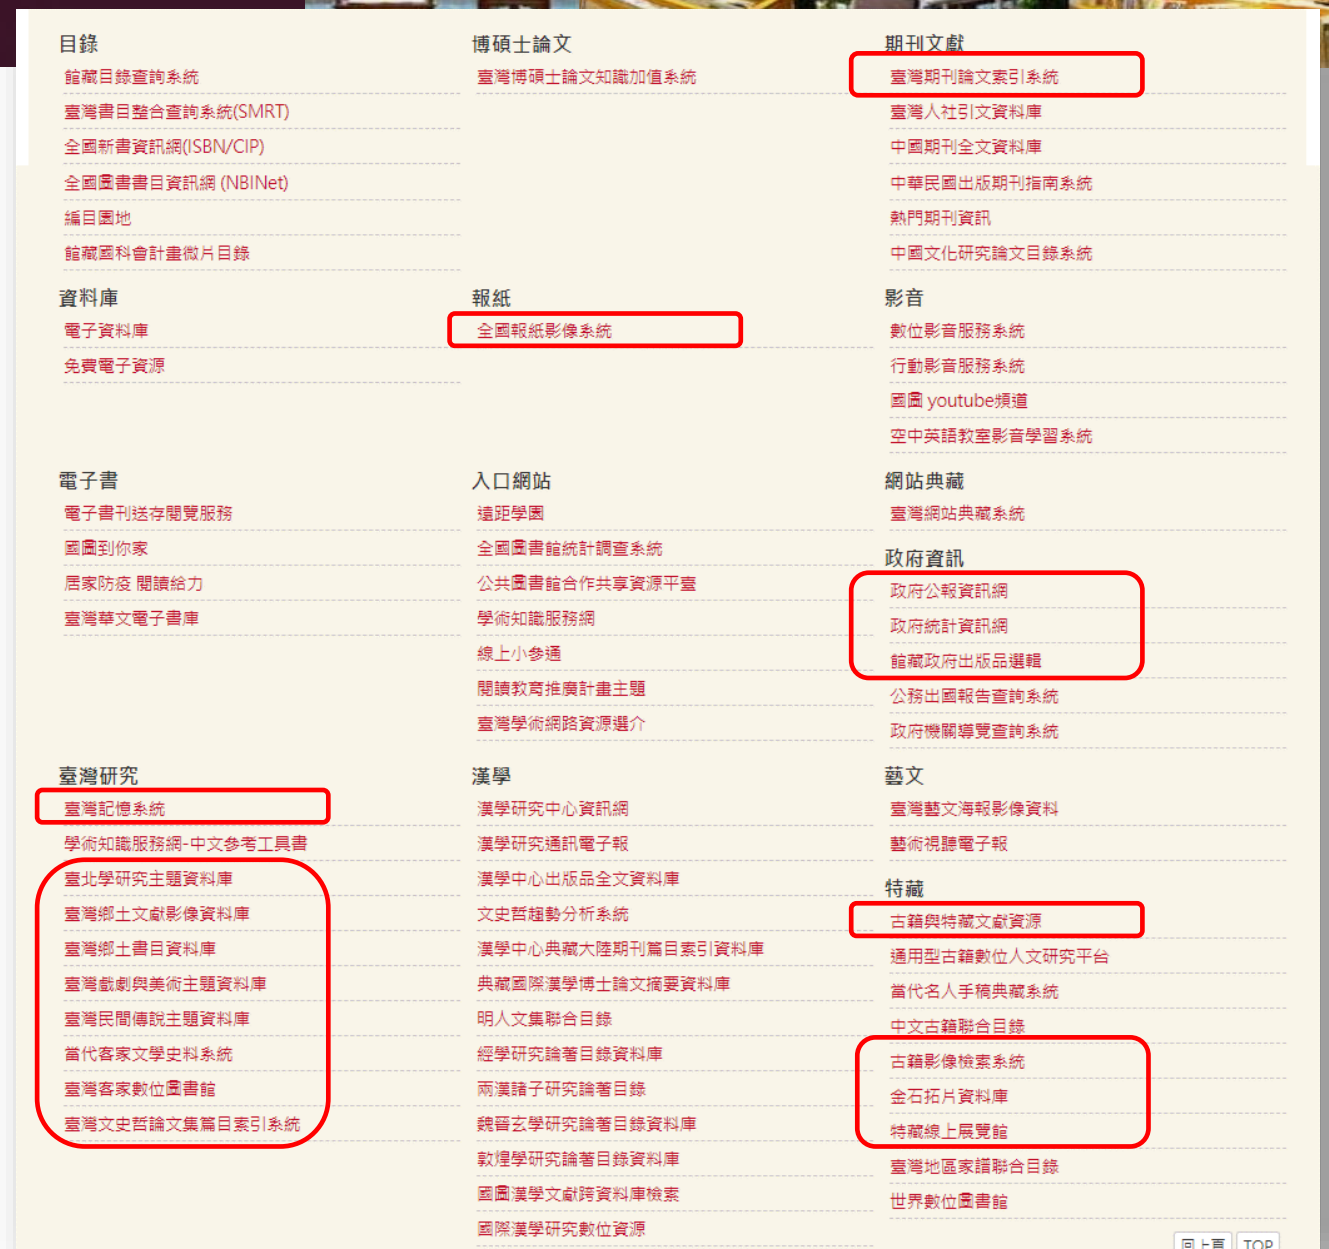 目錄
館藏目錄查詢系統
臺灣書目整合查詢系統(SMRT)
全國新書資訊網(ISBN/CIP)
全國圖書書目資訊網 (NBINet)
編目園地
館藏國科會計畫微片目錄
博碩士論文
臺灣博碩士論文知識加值系統
期刊文獻
臺灣期刊論文索引系統
臺灣人社引文資料庫
中國期刊全文資料庫
中華民國出版期刊指南系統
熱門期刊資訊
中國文化研究論文目錄系統
資料庫
電子資料庫
免費電子資源
報紙
全國報紙影像系統
影音
數位影音服務系統
行動影音服務系統
國圖 youtube頻道
空中英語教室影音學習系統
電子書
電子書刊送存閱覽服務
國圖到你家
居家防疫 閱讀給力
臺灣華文電子書庫
入口網站
遠距學園
全國圖書館統計調查系統
公共圖書館合作共享資源平臺
學術知識服務網
線上小參通
閱讀教育推廣計畫主題
臺灣學術網路資源選介
網站典藏
臺灣網站典藏系統
政府資訊
政府公報資訊網
政府統計資訊網
館藏政府出版品選輯
公務出國報告查詢系統
政府機關導覽查詢系統
臺灣研究
臺灣記憶系統
學術知識服務網-中文參考工具書
臺北學研究主題資料庫
臺灣鄉土文獻影像資料庫
臺灣鄉土書目資料庫
臺灣戲劇與美術主題資料庫
臺灣民間傳說主題資料庫
當代客家文學史料系統
臺灣客家數位圖書館
臺灣文史哲論文集篇目索引系統
漢學
漢學研究中心資訊網
漢學研究通訊電子報
漢學中心出版品全文資料庫
文史哲趨勢分析系統
漢學中心典藏大陸期刊篇目索引資料庫
典藏國際漢學博士論文摘要資料庫
明人文集聯合目錄
經學研究論著目錄資料庫
兩漢諸子研究論著目錄
魏晉玄學研究論著目錄資料庫
敦煌學研究論著目錄資料庫
國圖漢學文獻跨資料庫檢索
國際漢學研究數位資源
藝文
臺灣藝文海報影像資料
藝術視聽電子報
特藏
古籍與特藏文獻資源
通用型古籍數位人文研究平台
當代名人手稿典藏系統
中文古籍聯合目錄
古籍影像檢索系統
金石拓片資料庫
特藏線上展覽館
臺灣地區家譜聯合目錄
世界數位圖書館
回上頁 TOP